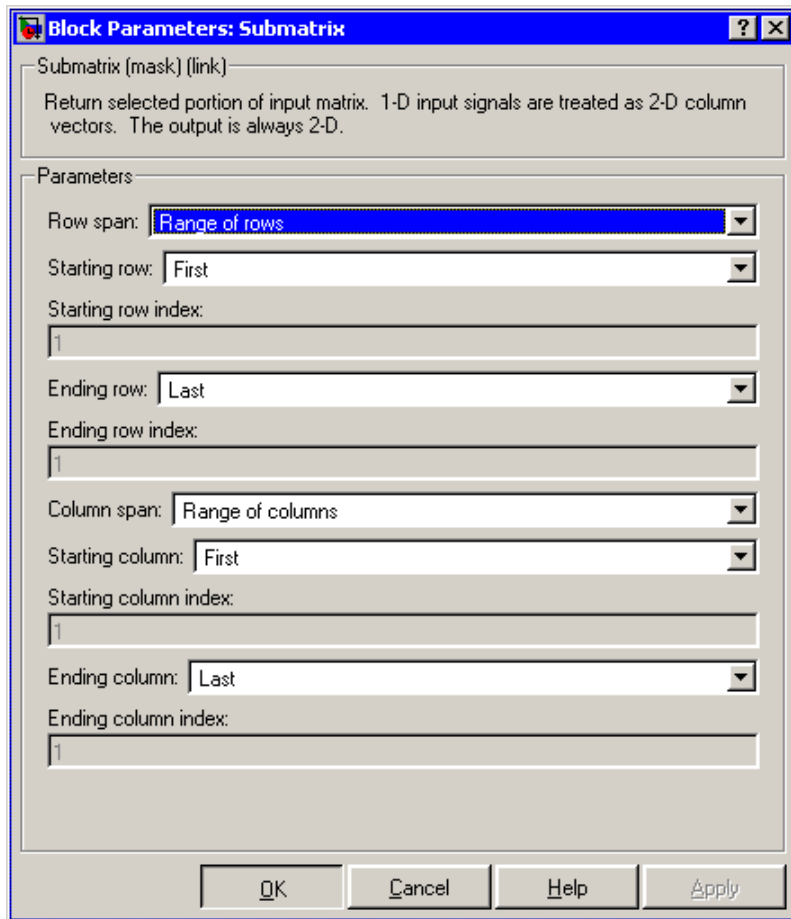 Block Parameters: Submatrix
Submatrix (mask) (link)
Return selected portion of input matrix.  1-D input signals are treated as 2-D column
vectors.  The output is always 2-D.
Parameters
Row span: Range of rows
Starting row: First
Starting row index:
1
Ending row: Last
Ending row index:
1
Column span: Range of columns
Starting column: First
Starting column index:
1
Ending column: Last
Ending column index:
1
OK Cancel Help Apply